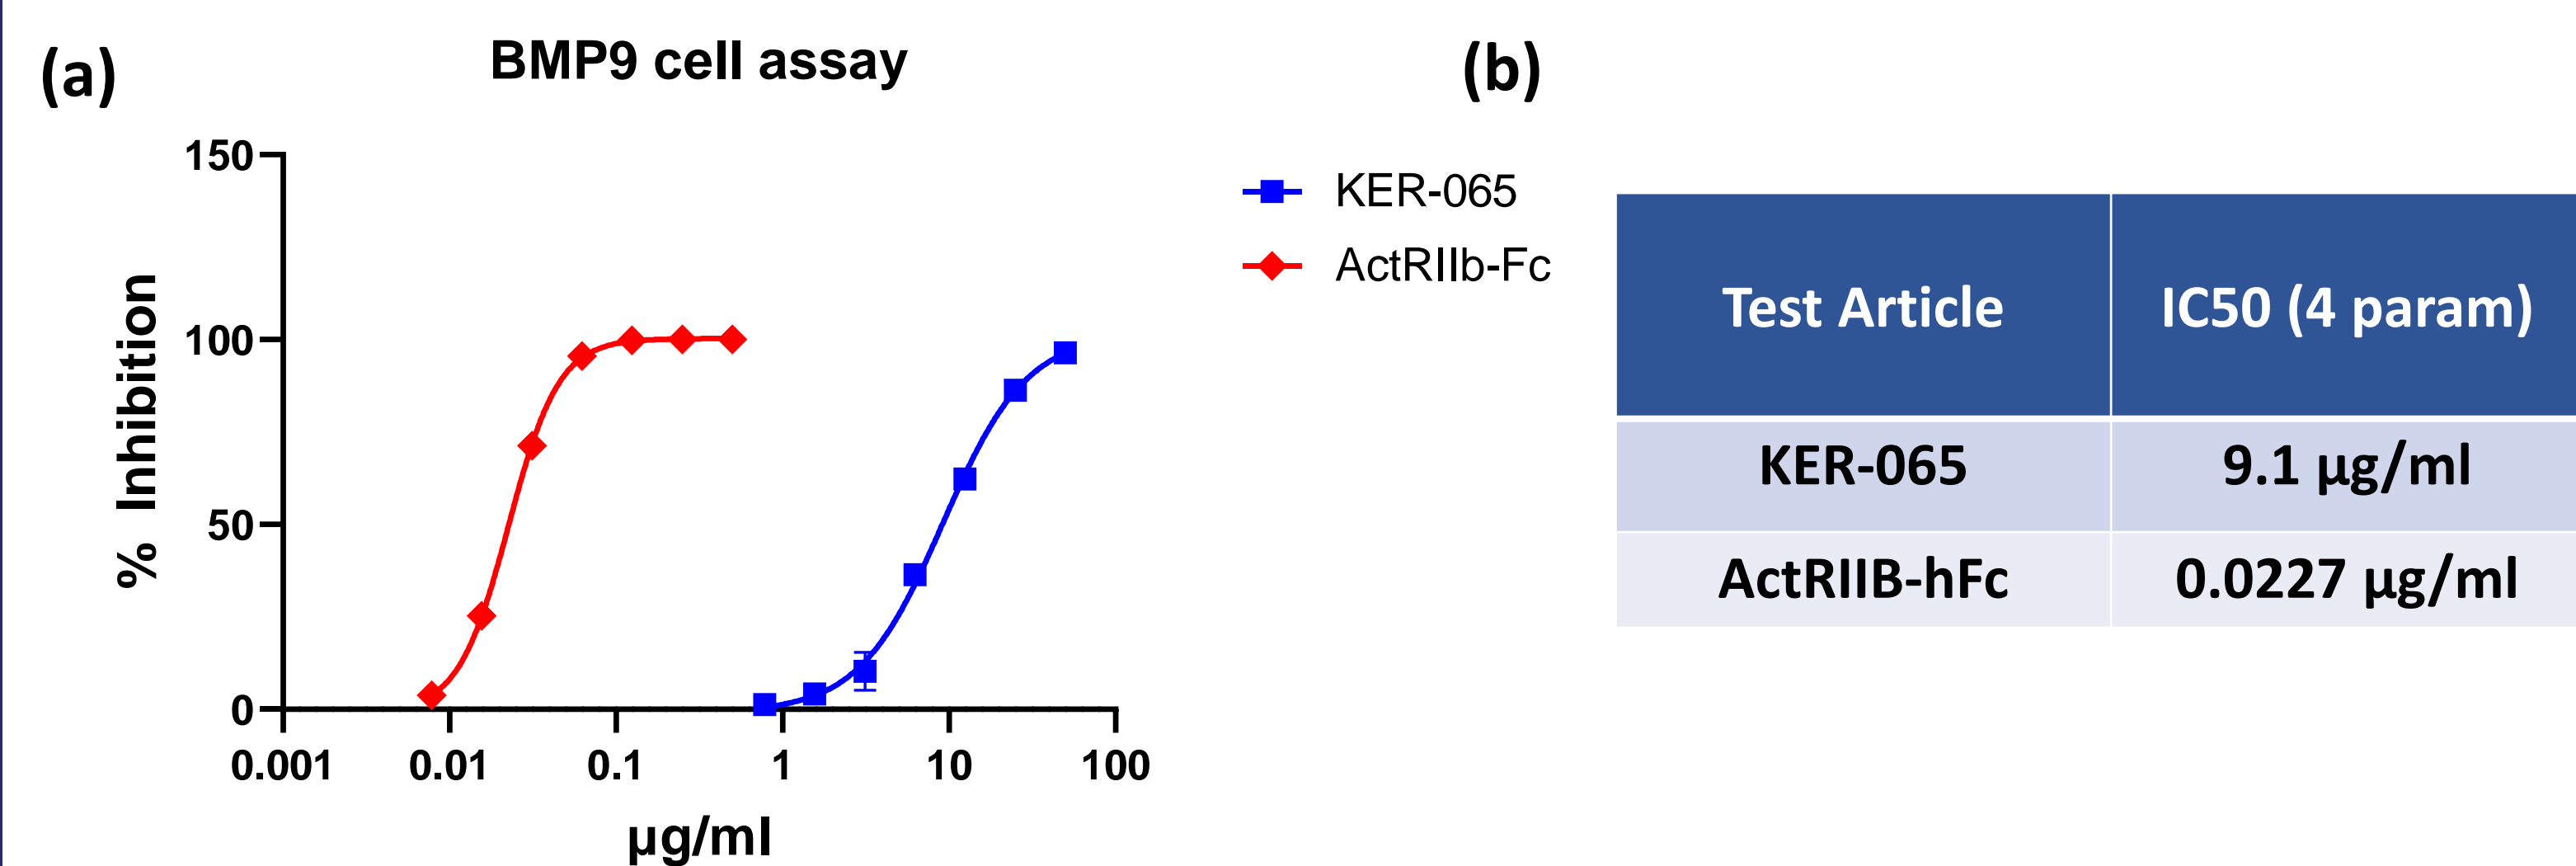 (a)
BMP9 cell assay
150
100
50
0
% Inhibition
0.001 0.01 0.1 1 10 100
µg/ml
KER-065
ActRIIb-Fc
(b)
Test Article IC50 (4 param)
KER-065 9.1 µg/ml
ActRIIB-hFc 0.0227 µg/ml